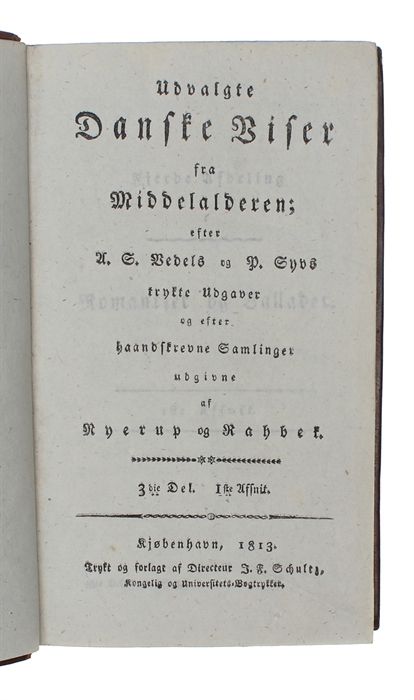 Udvalgte
Danske Viser
fra
Middelalderen;
efter
A. S. Vedels og P. Syvs
trykte Udgaver
og efter
haandskrevne Samlinger
udgivne
af
Nyerup og Rahbek.
3die Del. 1ste Afsnit.
Kjøbenhavn, 1813.
Trykt og forlagt af Directeur J. F. Schultz,
Kongelig og Universitets-Bogtrykker.